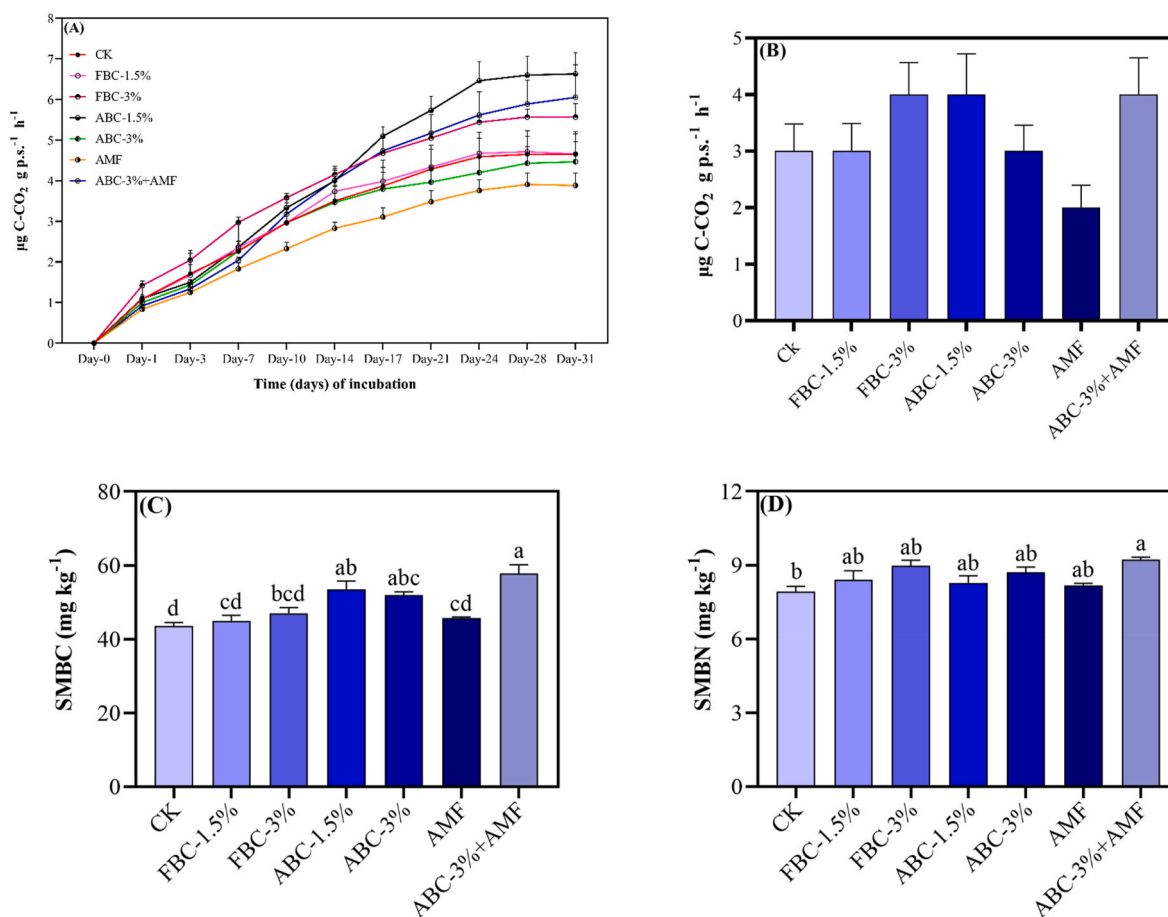 (A)
CK
FBC-1.5%
FBC-3%
ABC-1.5%
ABC-3%
AMF
ABC-3%+AMF
µg C-CO₂ g p.s.⁻¹ h⁻¹
8
7
6
5
4
3
2
1
0
Day-0 Day-1 Day-3 Day-7 Day-10 Day-14 Day-17 Day-21 Day-24 Day-28 Day-31
Time (days) of incubation
(B)
µg C-CO₂ g p.s.⁻¹ h⁻¹
5
4
3
2
1
0
Ck FBC-1.5% FBC-3% ABC-1.5% ABC-3% AMF ABC-3%+AMF
(C)
SMBC (mg kg⁻¹)
80
60
40
20
0
d cd bcd ab abc cd a
CK FBC-1.5% FBC-3% ABC-1.5% ABC-3% AMF ABC-3%+AMF
(D)
SMBN (mg kg⁻¹)
12
9
6
3
0
b ab ab ab ab ab a
CK FBC-1.5% FBC-3% ABC-1.5% ABC-3% AMF ABC-3%+AMF